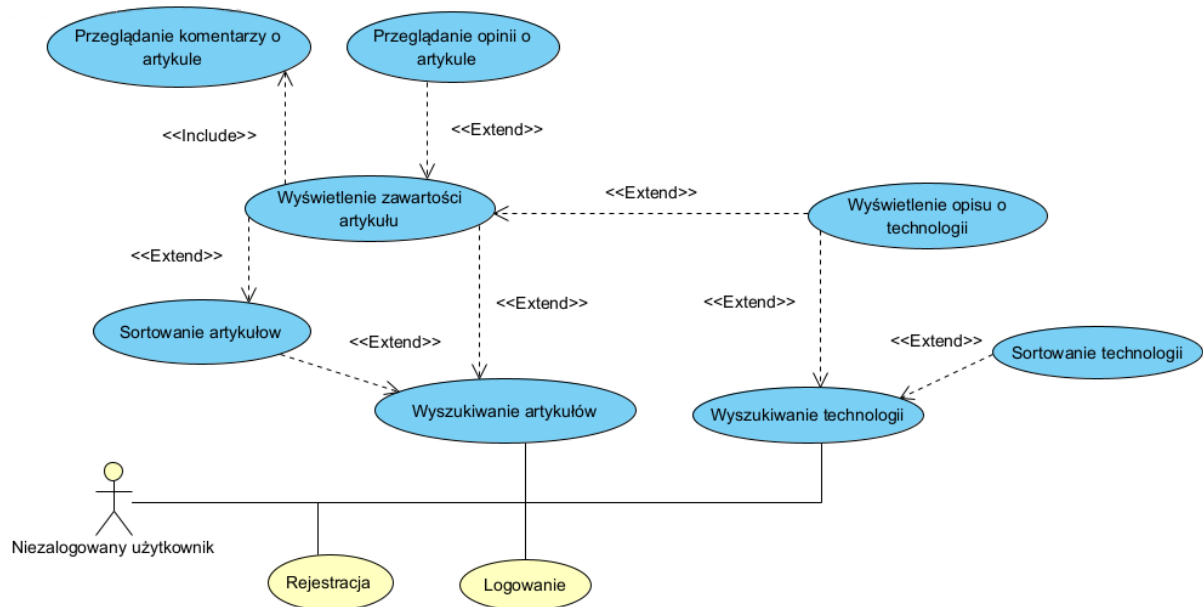 Przeglądanie komentarzy o
artykule
Przeglądanie opinii o
artykule
<<Include>>
<<Extend>>
Wyświetlenie zawartości
artykułu
<<Extend>>
Wyświetlenie opisu o
technologii
<<Extend>>
<<Extend>>
<<Extend>>
Sortowanie artykułow
<<Extend>>
<<Extend>>
Sortowanie technologii
Wyszukiwanie artykułów
Wyszukiwanie technologii
Niezalogowany użytkownik
Rejestracja
Logowanie